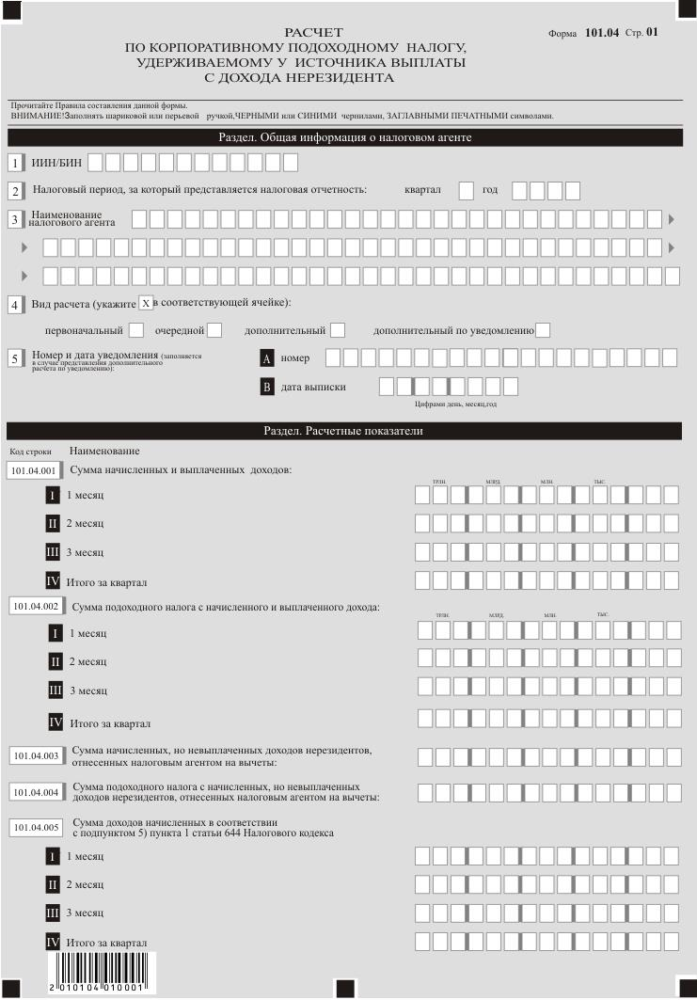 РАСЧЕТ
Форма 101.04 Стр. 01
ПО КОРПОРАТИВНОМУ ПОДОХОДНОМУ НАЛОГУ,
УДЕРЖИВАЕМОМУ У ИСТОЧНИКА ВЫПЛАТЫ
С ДОХОДА НЕРЕЗИДЕНТА
Прочитайте Правила составления данной формы.
ВНИМАНИЕ!Заполнять шариковой или перьевой ручкой,ЧЕРНЫМИ или СИНИМИ чернилами, ЗАГЛАВНЫМИ ПЕЧАТНЫМИ символами.
Раздел. Общая информация о налоговом агенте
1 ИИН/БИН
2 Налоговый период, за который представляется налоговая отчетность: квартал год
3 Наименование
налогового агента
4 Вид расчета (укажите X в соответствующей ячейке):
первоначальный очередной дополнительный дополнительный по уведомлению
5 Номер и дата уведомления (заполняется
в случае представления дополнительного
расчета по уведомлению):
A номер
B дата выписки
Цифрами день, месяц,год
Раздел. Расчетные показатели
Код строки Наименование
101.04.001 Сумма начисленных и выплаченных доходов:
ТРЛН. МЛРД. МЛН. ТЫС.
I 1 месяц
II 2 месяц
III 3 месяц
IV Итого за квартал
101.04.002 Сумма подоходного налога с начисленного и выплаченного дохода:
ТРЛН. МЛРД. МЛН. ТЫС.
I 1 месяц
II 2 месяц
III 3 месяц
IV Итого за квартал
101.04.003 Сумма начисленных, но невыплаченных доходов нерезидентов,
отнесенных налоговым агентом на вычеты:
101.04.004 Сумма подоходного налога с начисленных, но невыплаченных
доходов нерезидентов, отнесенных налоговым агентом на вычеты:
101.04.005 Сумма доходов начисленных в соответствии
с подпунктом 5) пункта 1 статьи 644 Налогового кодекса
I 1 месяц
II 2 месяц
III 3 месяц
IV Итого за квартал
2 010104 010001